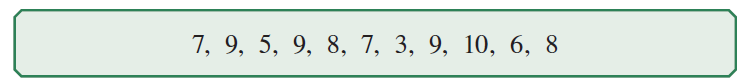 7, 9, 5, 9, 8, 7, 3, 9, 10, 6, 8